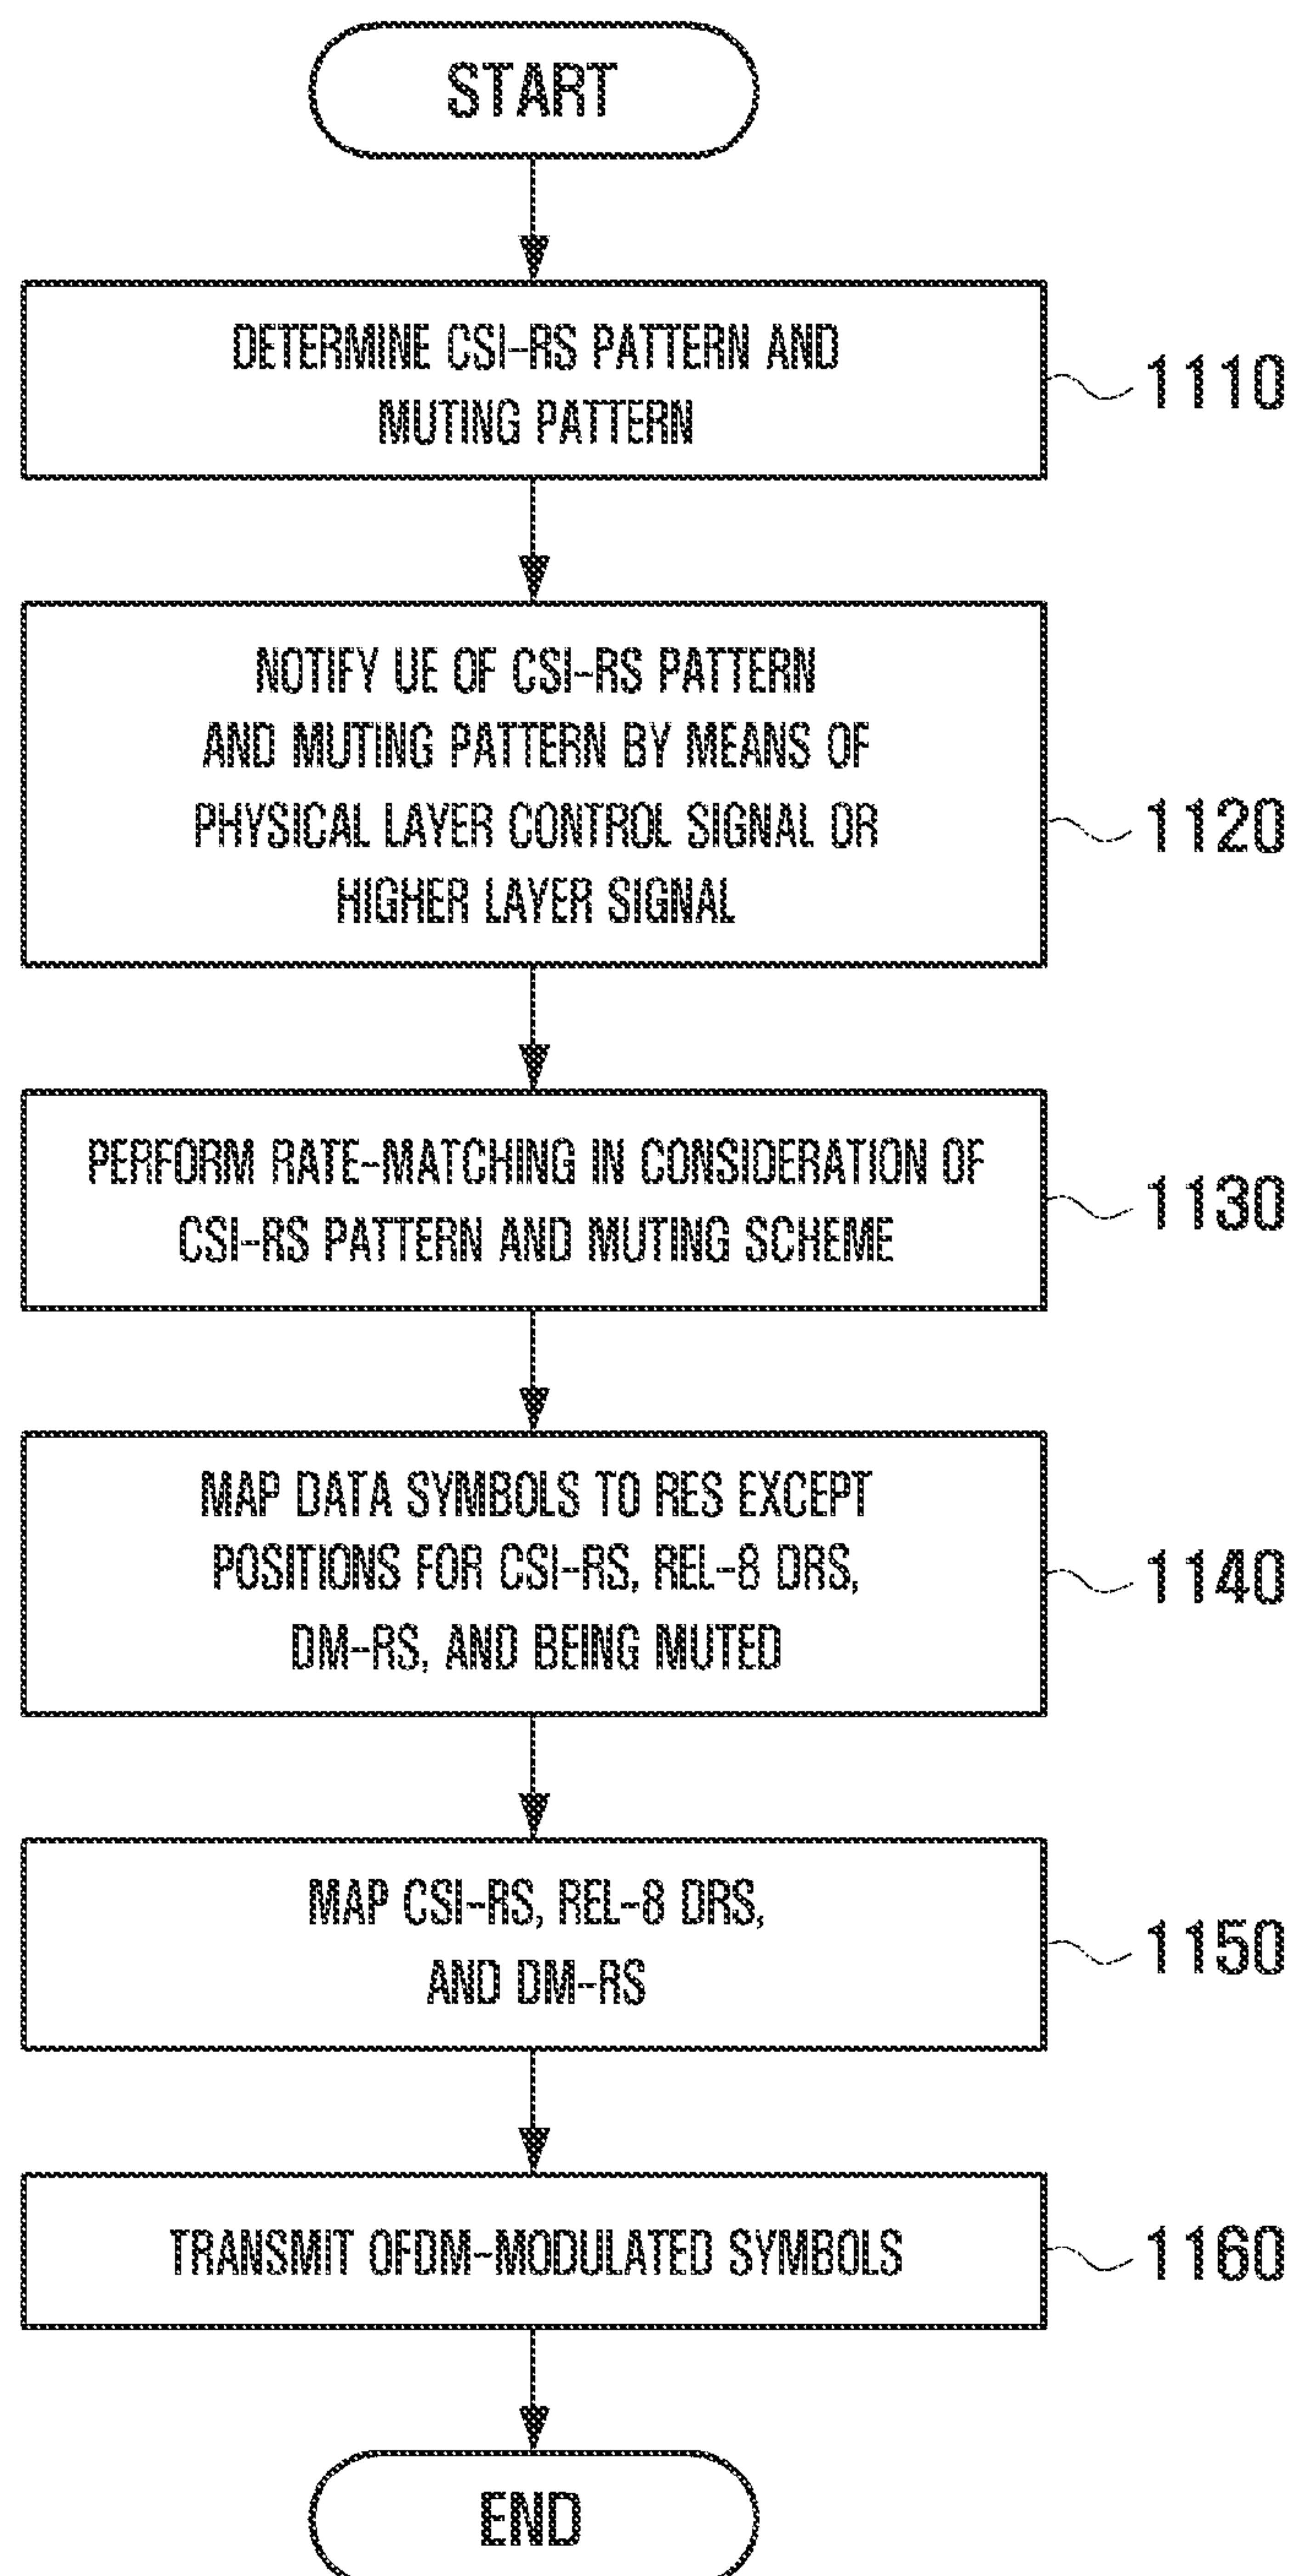 START
DETERMINE CSI-RS PATTERN AND
MUTING PATTERN
1110
NOTIFY UE OF CSI-RS PATTERN
AND MUTING PATTERN BY MEANS OF
PHYSICAL LAYER CONTROL SIGNAL OR
HIGHER LAYER SIGNAL
1120
PERFORM RATE-MATCHING IN CONSIDERATION OF
CSI-RS PATTERN AND MUTING SCHEME
1130
MAP DATA SYMBOLS TO RES EXCEPT
POSITIONS FOR CSI-RS, REL-8 DRS,
DM-RS, AND BEING MUTED
1140
MAP CSI-RS, REL-8 DRS,
AND DM-RS
1150
TRANSMIT OFDM-MODULATED SYMBOLS
1160
END